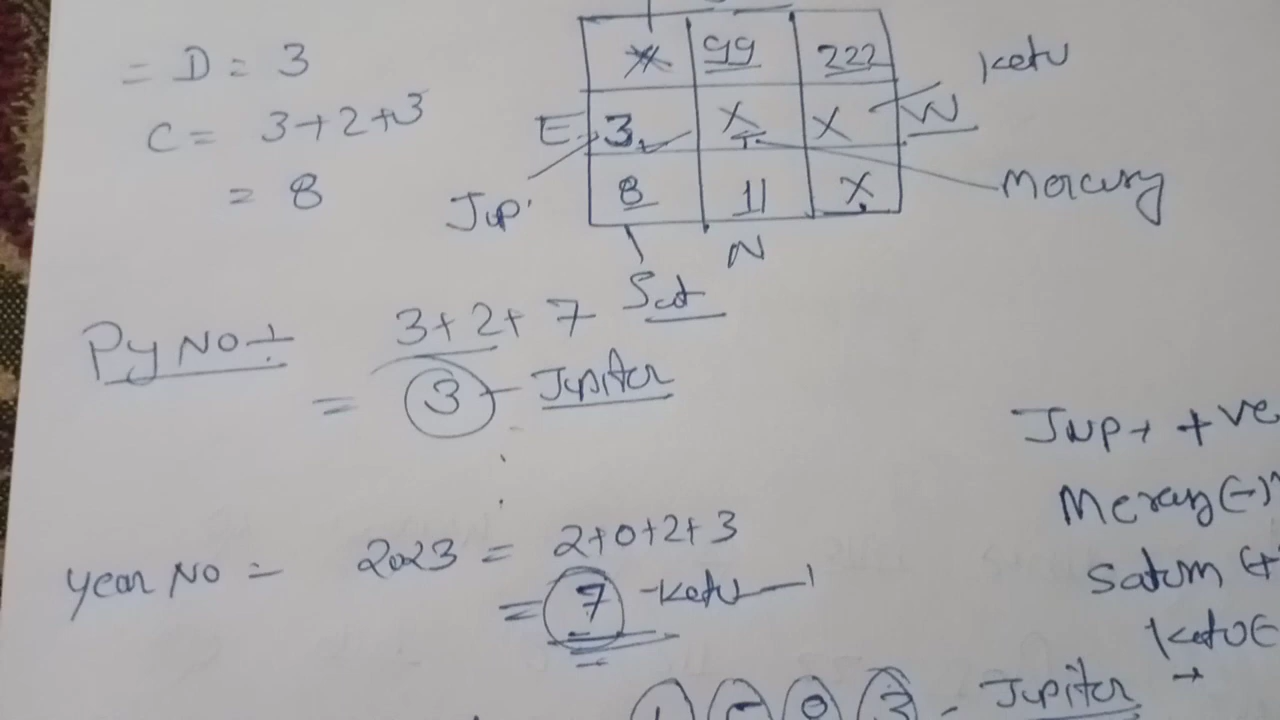 = D = 3
C = 3+2+3
= 8
x 99 222
Ketu
E 3 x x W
8 11 x
Mercury
Jup.
N
Sat
Py No :- 3+2+7
= 3 - Jupiter
Jup → +ve
Mercury (-)
Year No = 2023 = 2+0+2+3
= 7 - Ketu
Saturn (+
Ketu (-
3 - Jupiter →